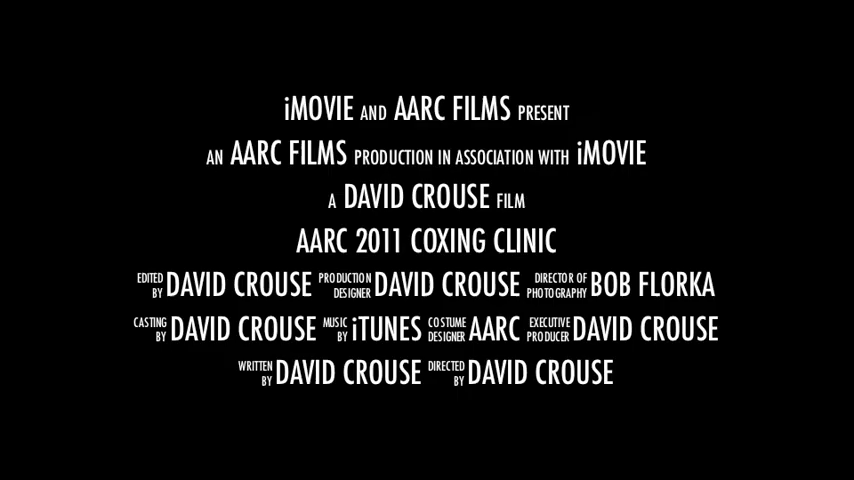 iMOVIE AND AARC FILMS PRESENT
AN AARC FILMS PRODUCTION IN ASSOCIATION WITH iMOVIE
A DAVID CROUSE FILM
AARC 2011 COXING CLINIC
EDITED BY DAVID CROUSE PRODUCTION DESIGNER DAVID CROUSE DIRECTOR OF PHOTOGRAPHY BOB FLORKA
CASTING BY DAVID CROUSE MUSIC BY iTUNES COSTUME DESIGNER AARC EXECUTIVE PRODUCER DAVID CROUSE
WRITTEN BY DAVID CROUSE DIRECTED BY DAVID CROUSE